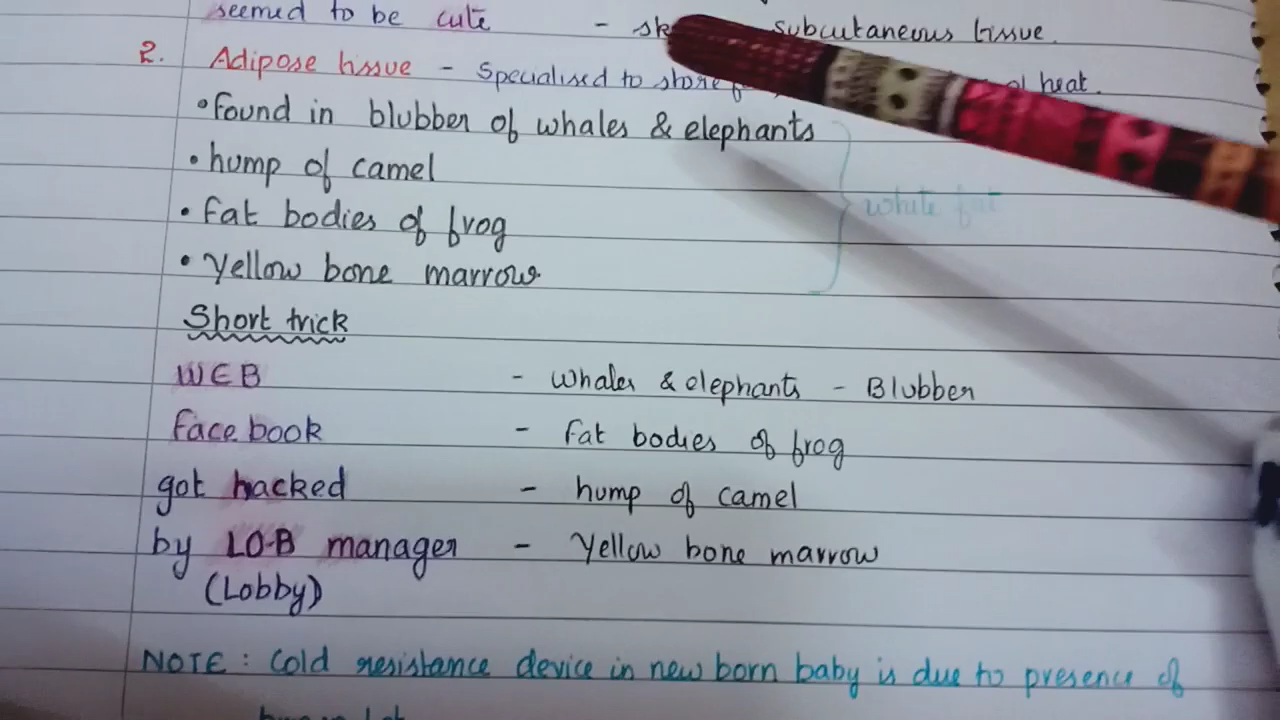 seemed to be cute - subcutaneous tissue.
2. Adipose tissue - Specialised to store heat.
• found in blubber of whales & elephants
• hump of camel
white fat
• fat bodies of frog
• Yellow bone marrow
Short trick
WEB - whales & elephants - Blubber
face book - fat bodies of frog
got hacked - hump of camel
by LO-B manager - Yellow bone marrow
(Lobby)
NOTE : Cold resistance device in new born baby is due to presence of